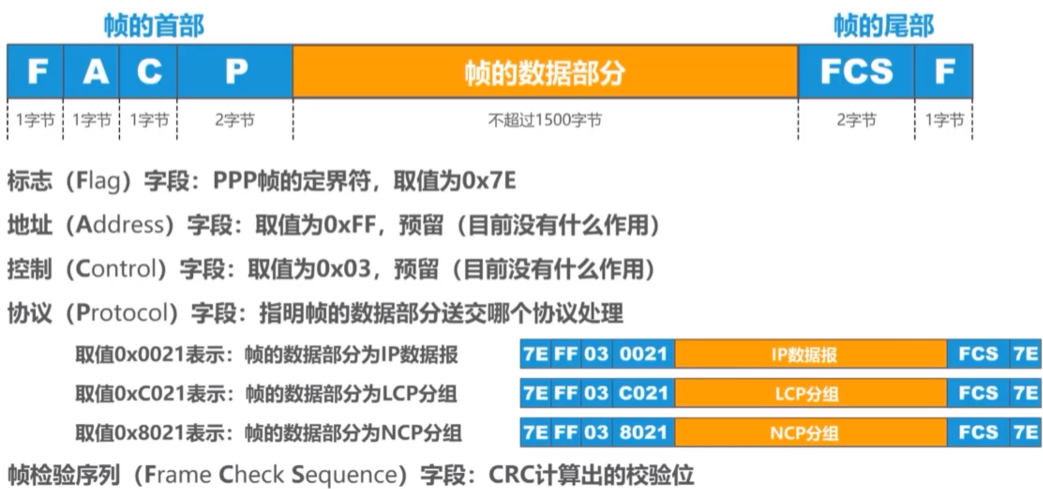 帧的首部 帧的尾部
F A C P 帧的数据部分 FCS F
1字节 1字节 1字节 2字节 不超过1500字节 2字节 1字节
标志（Flag）字段：PPP帧的定界符，取值为0x7E
地址（Address）字段：取值为0xFF，预留（目前没有什么作用）
控制（Control）字段：取值为0x03，预留（目前没有什么作用）
协议（Protocol）字段：指明帧的数据部分送交哪个协议处理
取值0x0021表示：帧的数据部分为IP数据报 7E FF 03 0021 IP数据报 FCS 7E
取值0xC021表示：帧的数据部分为LCP分组 7E FF 03 C021 LCP分组 FCS 7E
取值0x8021表示：帧的数据部分为NCP分组 7E FF 03 8021 NCP分组 FCS 7E
帧检验序列（Frame Check Sequence）字段：CRC计算出的校验位